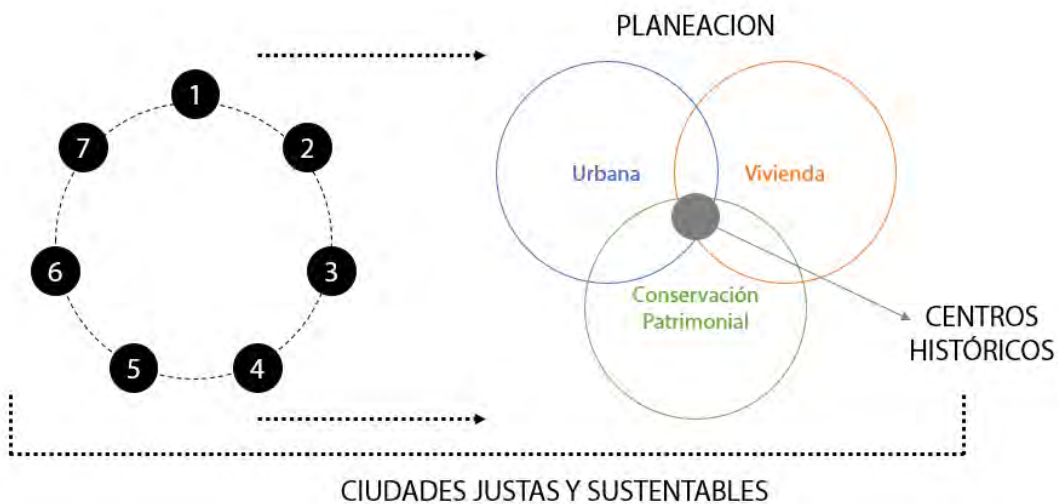 PLANEACION
1
2
3
4
5
6
7
Urbana
Vivienda
Conservación
Patrimonial
CENTROS
HISTÓRICOS
CIUDADES JUSTAS Y SUSTENTABLES